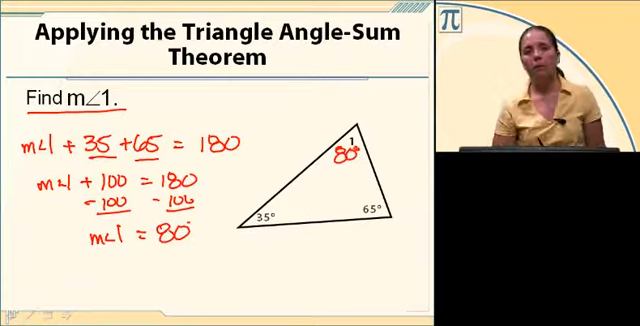 Applying the Triangle Angle-Sum
Theorem
Find m∠1.
m∠1 + 35 + 65 = 180
m∠1 + 100 = 180
-100 -100
m∠1 = 80°
1
80°
35°
65°
π